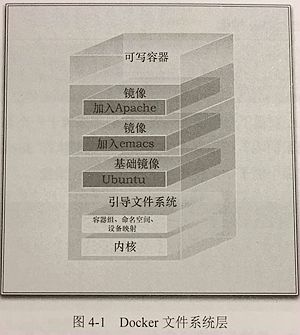 可写容器
镜像
加入Apache
镜像
加入emacs
基础镜像
Ubuntu
引导文件系统
容器组、命名空间、
设备映射
内核
图 4-1 Docker 文件系统层